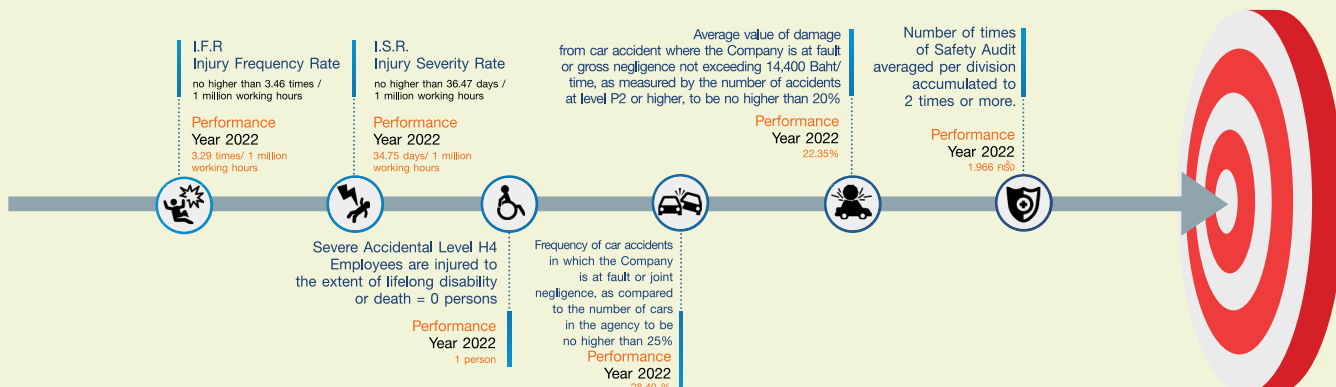 I.F.R
Injury Frequency Rate
no higher than 3.46 times /
1 million working hours
Performance
Year 2022
3.29 times/ 1 million
working hours
I.S.R.
Injury Severity Rate
no higher than 36.47 days /
1 million working hours
Performance
Year 2022
34.75 days/ 1 million
working hours
Severe Accidental Level H4
Employees are injured to
the extent of lifelong disability
or death = 0 persons
Performance
Year 2022
1 person
Frequency of car accidents
in which the Company
is at fault or joint
negligence, as compared
to the number of cars
in the agency to be
no higher than 25%
Performance
Year 2022
Average value of damage
from car accident where the Company is at fault
or gross negligence not exceeding 14,400 Baht/
time, as measured by the number of accidents
at level P2 or higher, to be no higher than 20%
Performance
Year 2022
22.35%
Number of times
of Safety Audit
averaged per division
accumulated to
2 times or more.
Performance
Year 2022
1.966 ครั้ง